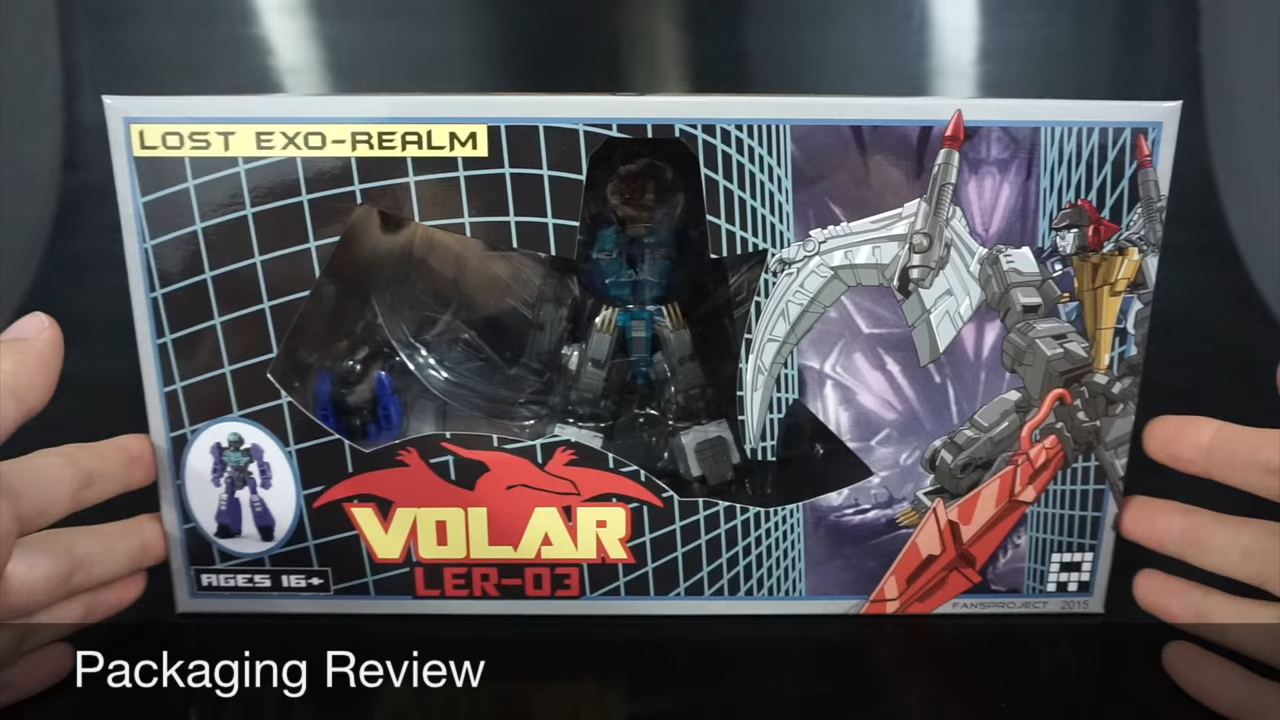 LOST EXO-REALM
VOLAR
LER-03
AGES 16+
FANSPROJECT 2015
Packaging Review